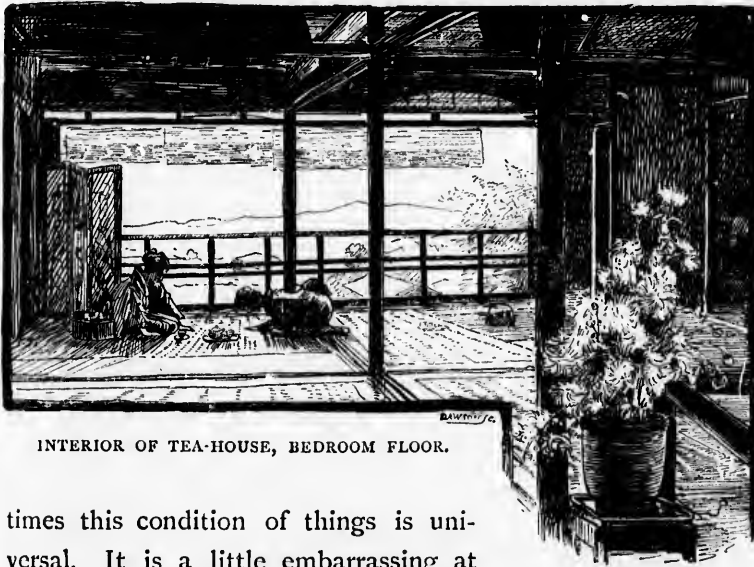 INTERIOR OF TEA-HOUSE, BEDROOM FLOOR.
times this condition of things is uni-
versal. It is a little embarrassing at